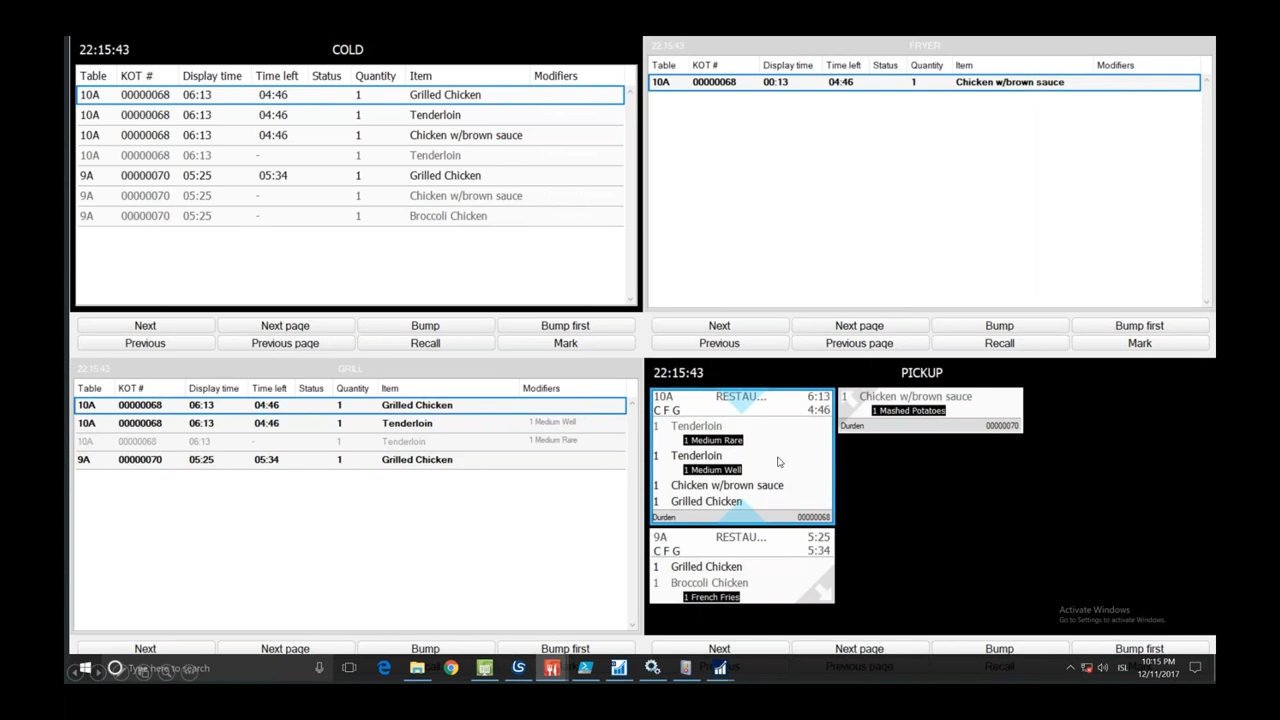 22:15:43 COLD
Table KOT # Display time Time left Status Quantity Item Modifiers
10A 00000068 06:13 04:46 1 Grilled Chicken
10A 00000068 06:13 04:46 1 Tenderloin
10A 00000068 06:13 04:46 1 Chicken w/brown sauce
10A 00000068 06:13 - 1 Tenderloin
9A 00000070 05:25 05:34 1 Grilled Chicken
9A 00000070 05:25 - 1 Chicken w/brown sauce
9A 00000070 05:25 - 1 Broccoli Chicken
Next Next page Bump Bump first
Previous Previous page Recall Mark
22:15:43 FRYER
Table KOT # Display time Time left Status Quantity Item Modifiers
10A 00000068 00:13 04:46 1 Chicken w/brown sauce
Next Next page Bump Bump first
Previous Previous page Recall Mark
22:15:43 GRILL
Table KOT # Display time Time left Status Quantity Item Modifiers
10A 00000068 06:13 04:46 1 Grilled Chicken
10A 00000068 06:13 04:46 1 Tenderloin 1 Medium Well
10A 00000068 06:13 - 1 Tenderloin 1 Medium Rare
9A 00000070 05:25 05:34 1 Grilled Chicken
Next Next page Bump Bump first
22:15:43 PICKUP
10A RESTAU... 6:13
C F G 4:46
1 Tenderloin
1 Medium Rare
1 Tenderloin
1 Medium Well
1 Chicken w/brown sauce
1 Grilled Chicken
Durden 00000068
9A RESTAU... 5:25
C F G 5:34
1 Grilled Chicken
1 Broccoli Chicken
1 French Fries
1 Chicken w/brown sauce
1 Mashed Potatoes
Durden 00000070
Activate Windows
Go to Settings to activate Windows.
Next Next page Bump Bump first
Previous page Recall Mark
Type here to search
ISL
10:15 PM
12/11/2017